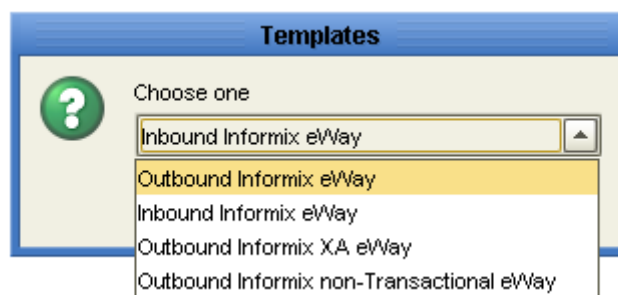 Templates
Choose one
Inbound Informix eWay
Outbound Informix eWay
Inbound Informix eWay
Outbound Informix XA eWay
Outbound Informix non-Transactional eWay